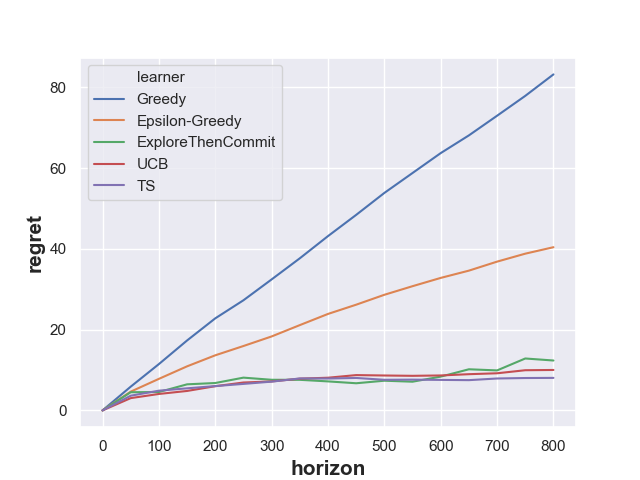 learner
Greedy
Epsilon-Greedy
ExploreThenCommit
UCB
TS
80
60
40
20
0
regret
0 100 200 300 400 500 600 700 800
horizon